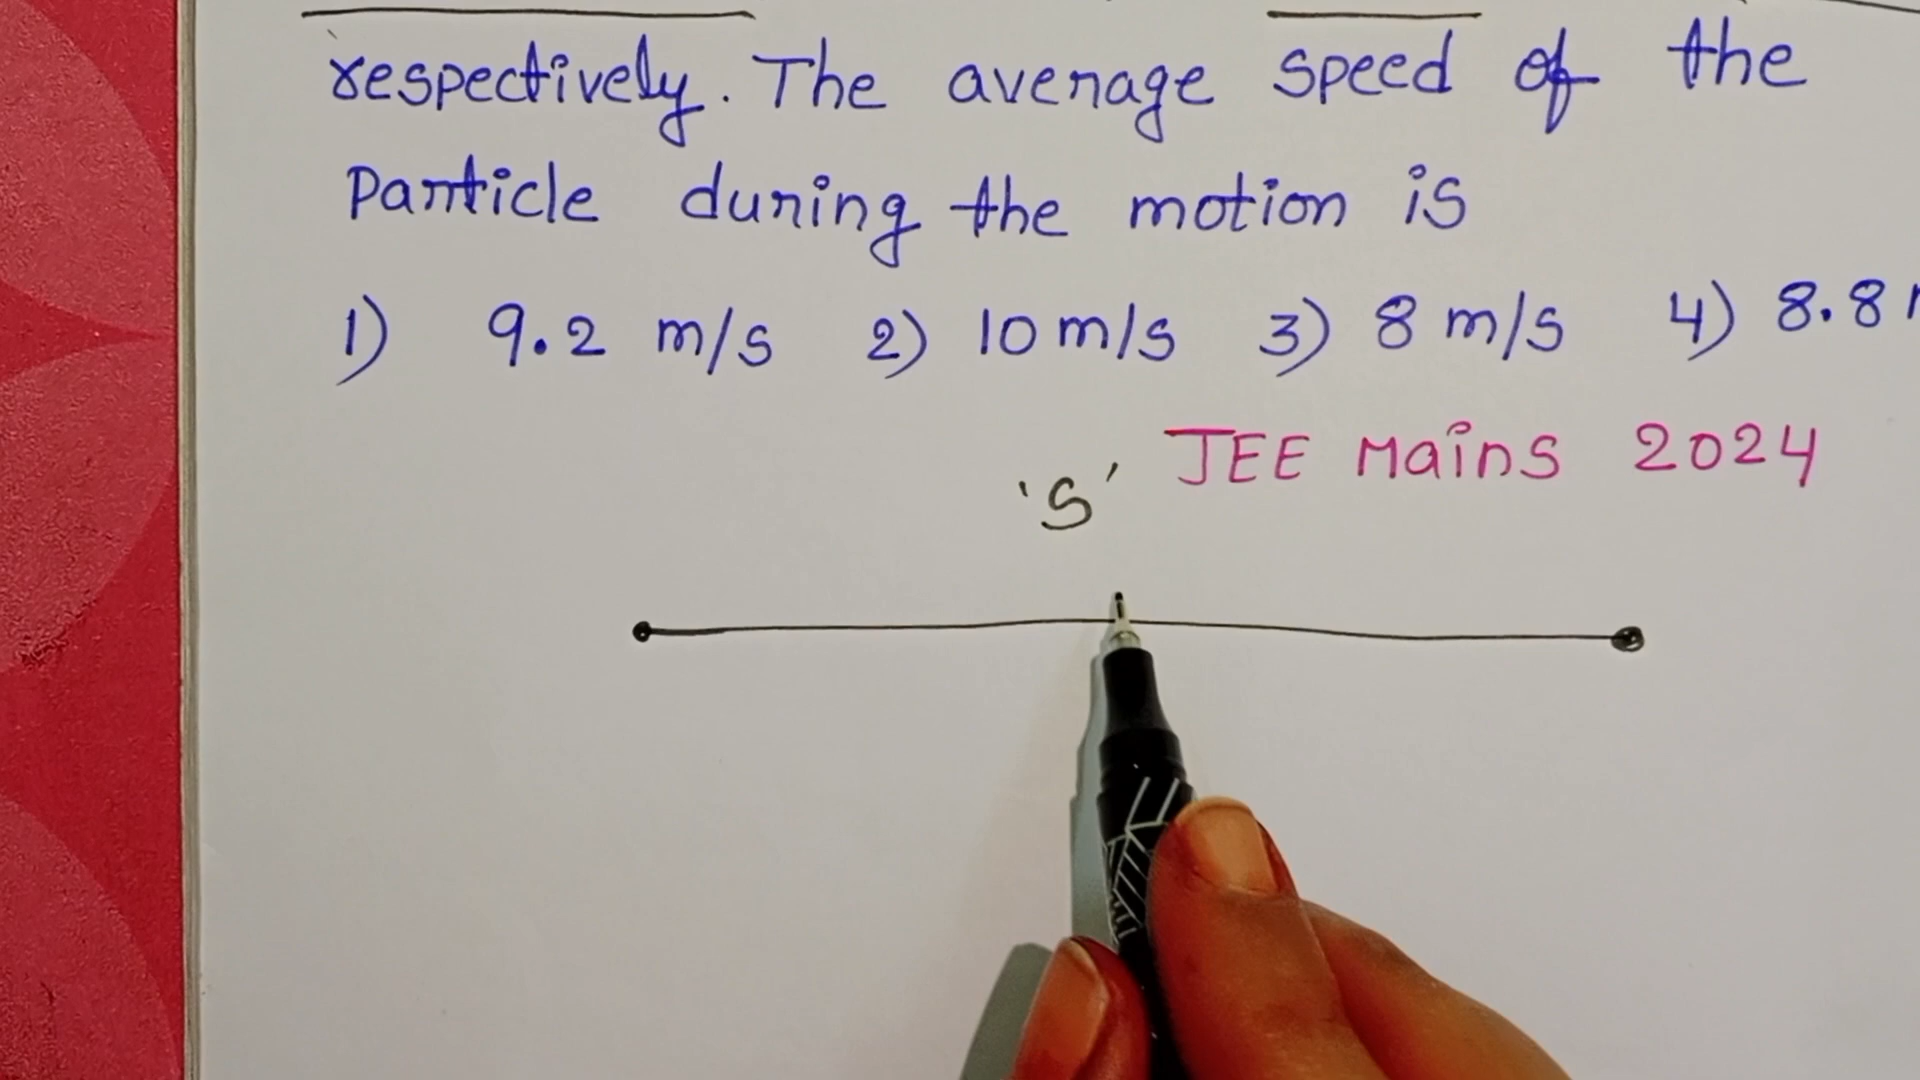 respectively. The average speed of the
Particle during the motion is
1) 9.2 m/s 2) 10 m/s 3) 8 m/s 4) 8.8
JEE Mains 2024
'S'